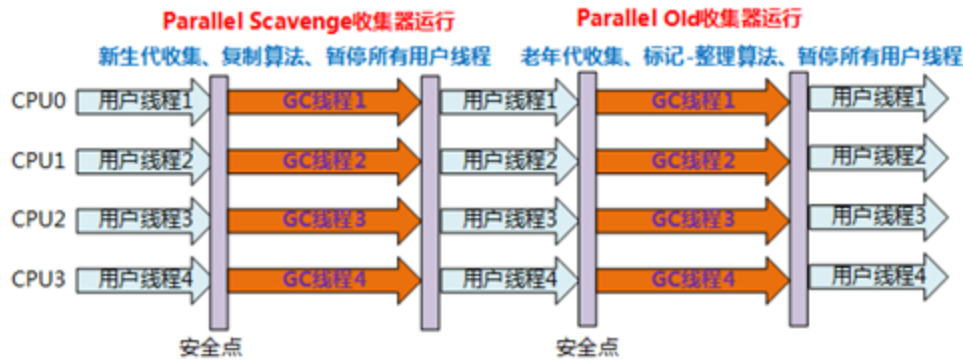 Parallel Scavenge收集器运行 Parallel Old收集器运行
新生代收集、复制算法、暂停所有用户线程 老年代收集、标记-整理算法、暂停所有用户线程
CPU0 用户线程1 GC线程1 用户线程1 GC线程1 用户线程1
CPU1 用户线程2 GC线程2 用户线程2 GC线程2 用户线程2
CPU2 用户线程3 GC线程3 用户线程3 GC线程3 用户线程3
CPU3 用户线程4 GC线程4 用户线程4 GC线程4 用户线程4
安全点 安全点